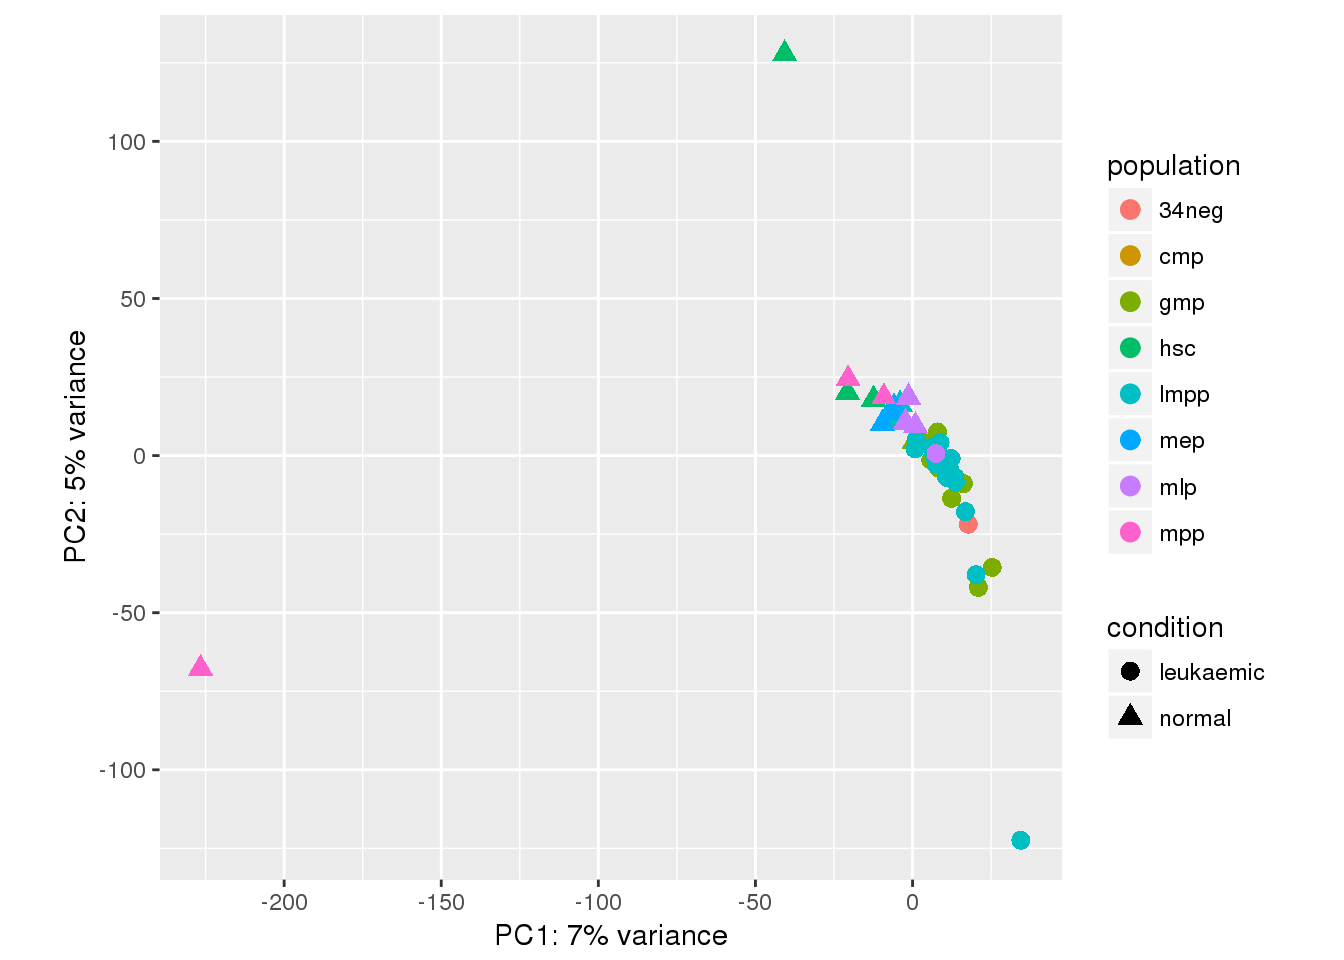 100
50
0
-50
-100
PC2: 5% variance
-200
-150
-100
-50
0
PC1: 7% variance
population
34neg
cmp
gmp
hsc
lmpp
mep
mlp
mpp
condition
leukaemic
normal